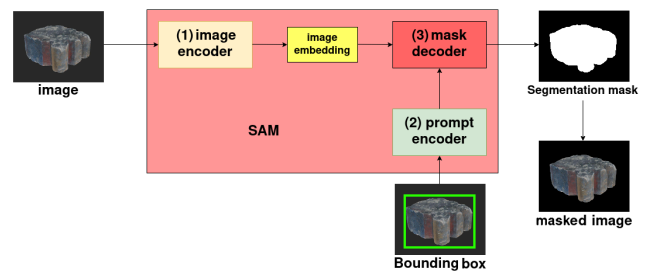 image
(1) image
encoder
image
embedding
(3) mask
decoder
SAM
(2) prompt
encoder
Bounding box
Segmentation mask
masked image